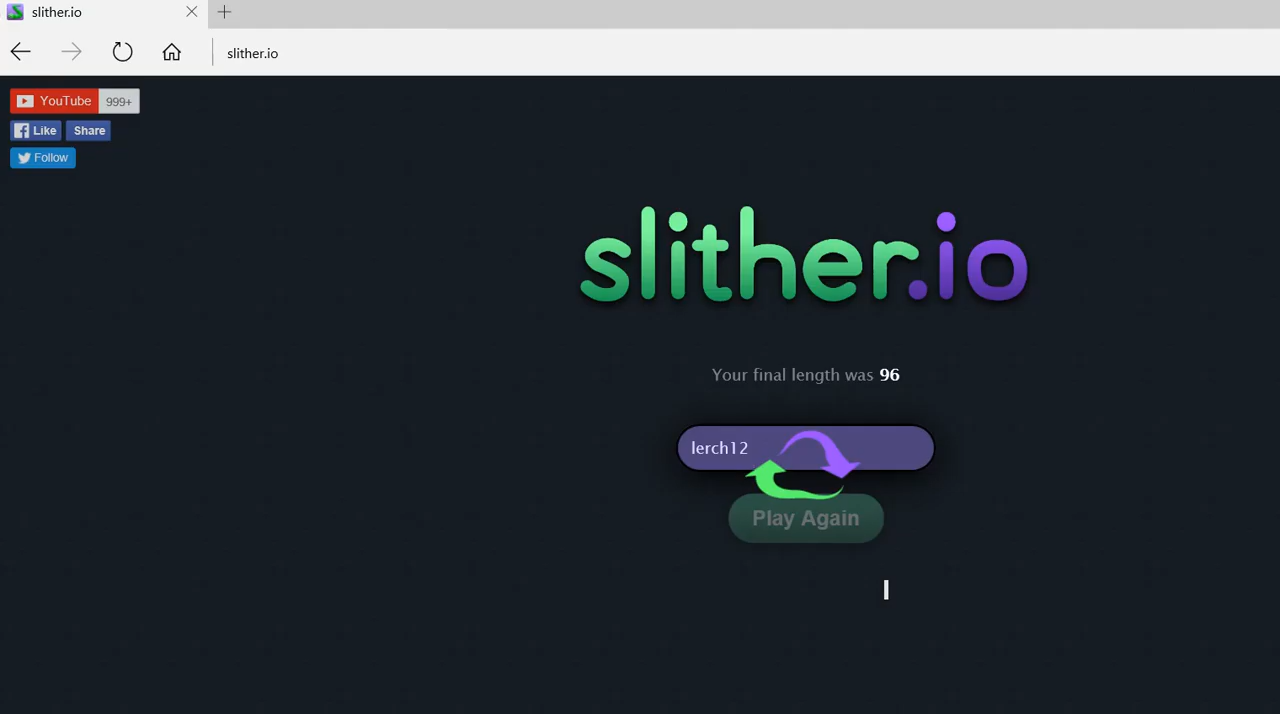 slither.io
slither.io
YouTube 999+
Like Share
Follow
slither.io
Your final length was 96
lerch12
Play Again